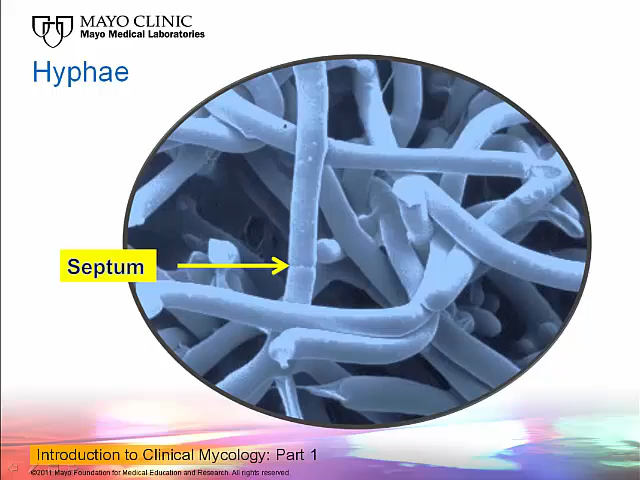 MAYO CLINIC
Mayo Medical Laboratories
Hyphae
Septum
Introduction to Clinical Mycology: Part 1
©2011 Mayo Foundation for Medical Education and Research. All rights reserved.